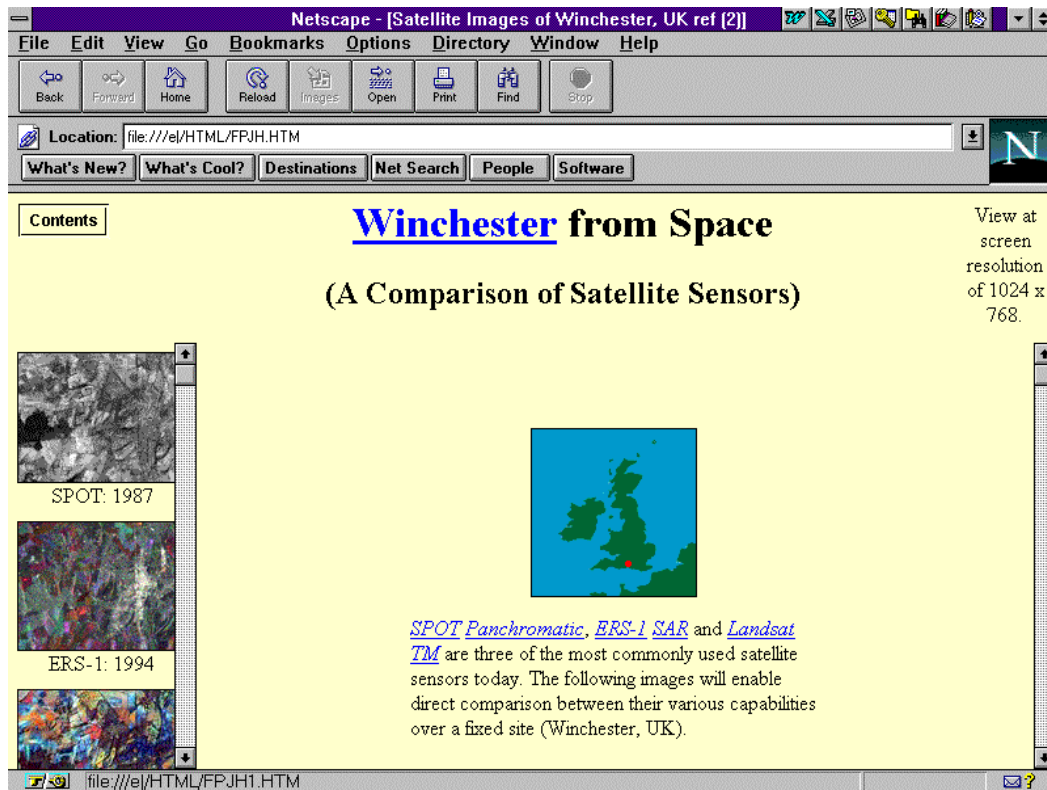 Netscape - [Satellite Images of Winchester, UK ref (2)]
File Edit View Go Bookmarks Options Directory Window Help
Back Forward Home Reload Images Open Print Find Stop
Location: file:///e|/HTML/FPJH.HTM
N
What's New? What's Cool? Destinations Net Search People Software
Contents
Winchester from Space
(A Comparison of Satellite Sensors)
View at
screen
resolution
of 1024 x
768.
SPOT: 1987
ERS-1: 1994
SPOT Panchromatic, ERS-1 SAR and Landsat
TM are three of the most commonly used satellite
sensors today. The following images will enable
direct comparison between their various capabilities
over a fixed site (Winchester, UK).
file:///e|/HTML/FPJH1.HTM